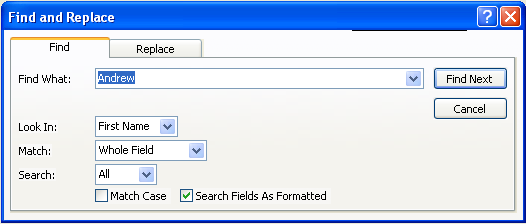 Find and Replace
Find
Replace
Find What:
Andrew
Find Next
Cancel
Look In:
First Name
Match:
Whole Field
Search:
All
Match Case
Search Fields As Formatted